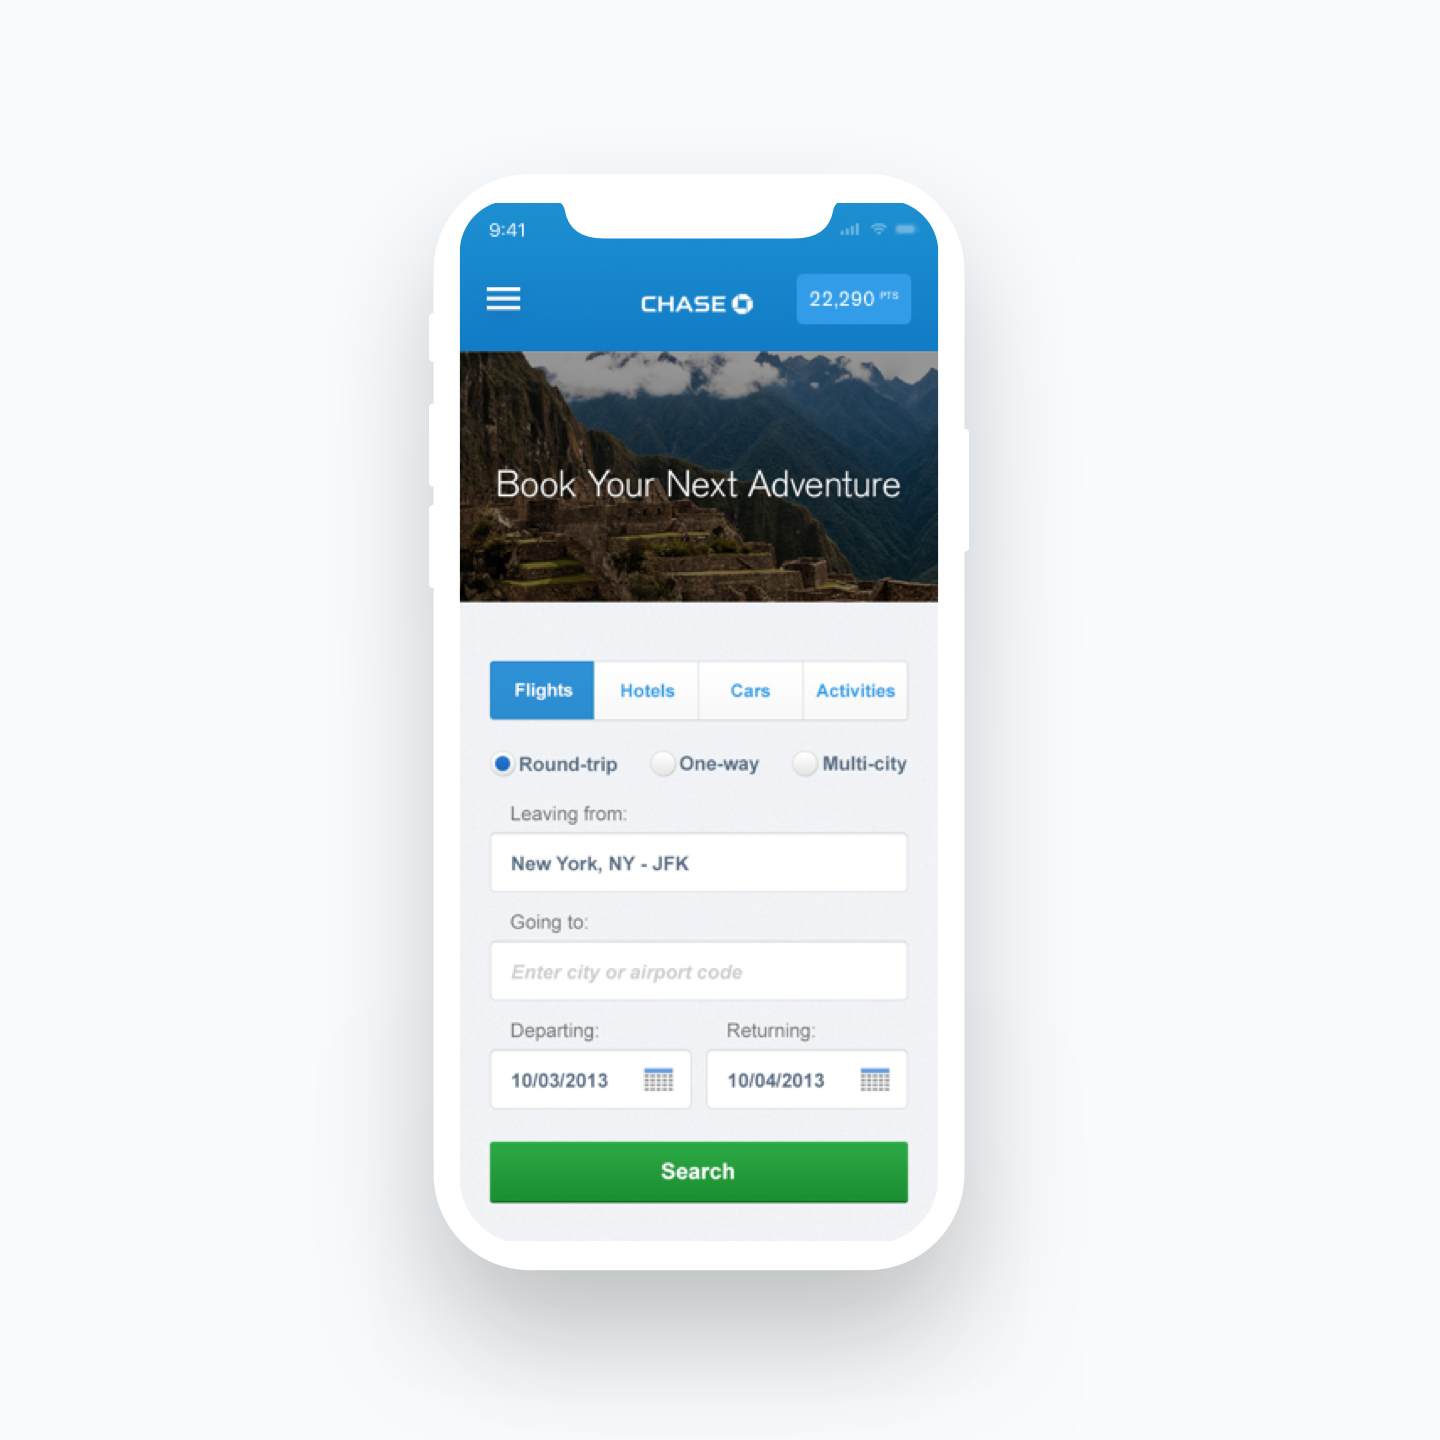 9:41
CHASE
22,290 PTS
Book Your Next Adventure
Flights Hotels Cars Activities
Round-trip One-way Multi-city
Leaving from:
New York, NY - JFK
Going to:
Enter city or airport code
Departing: Returning:
10/03/2013 10/04/2013
Search